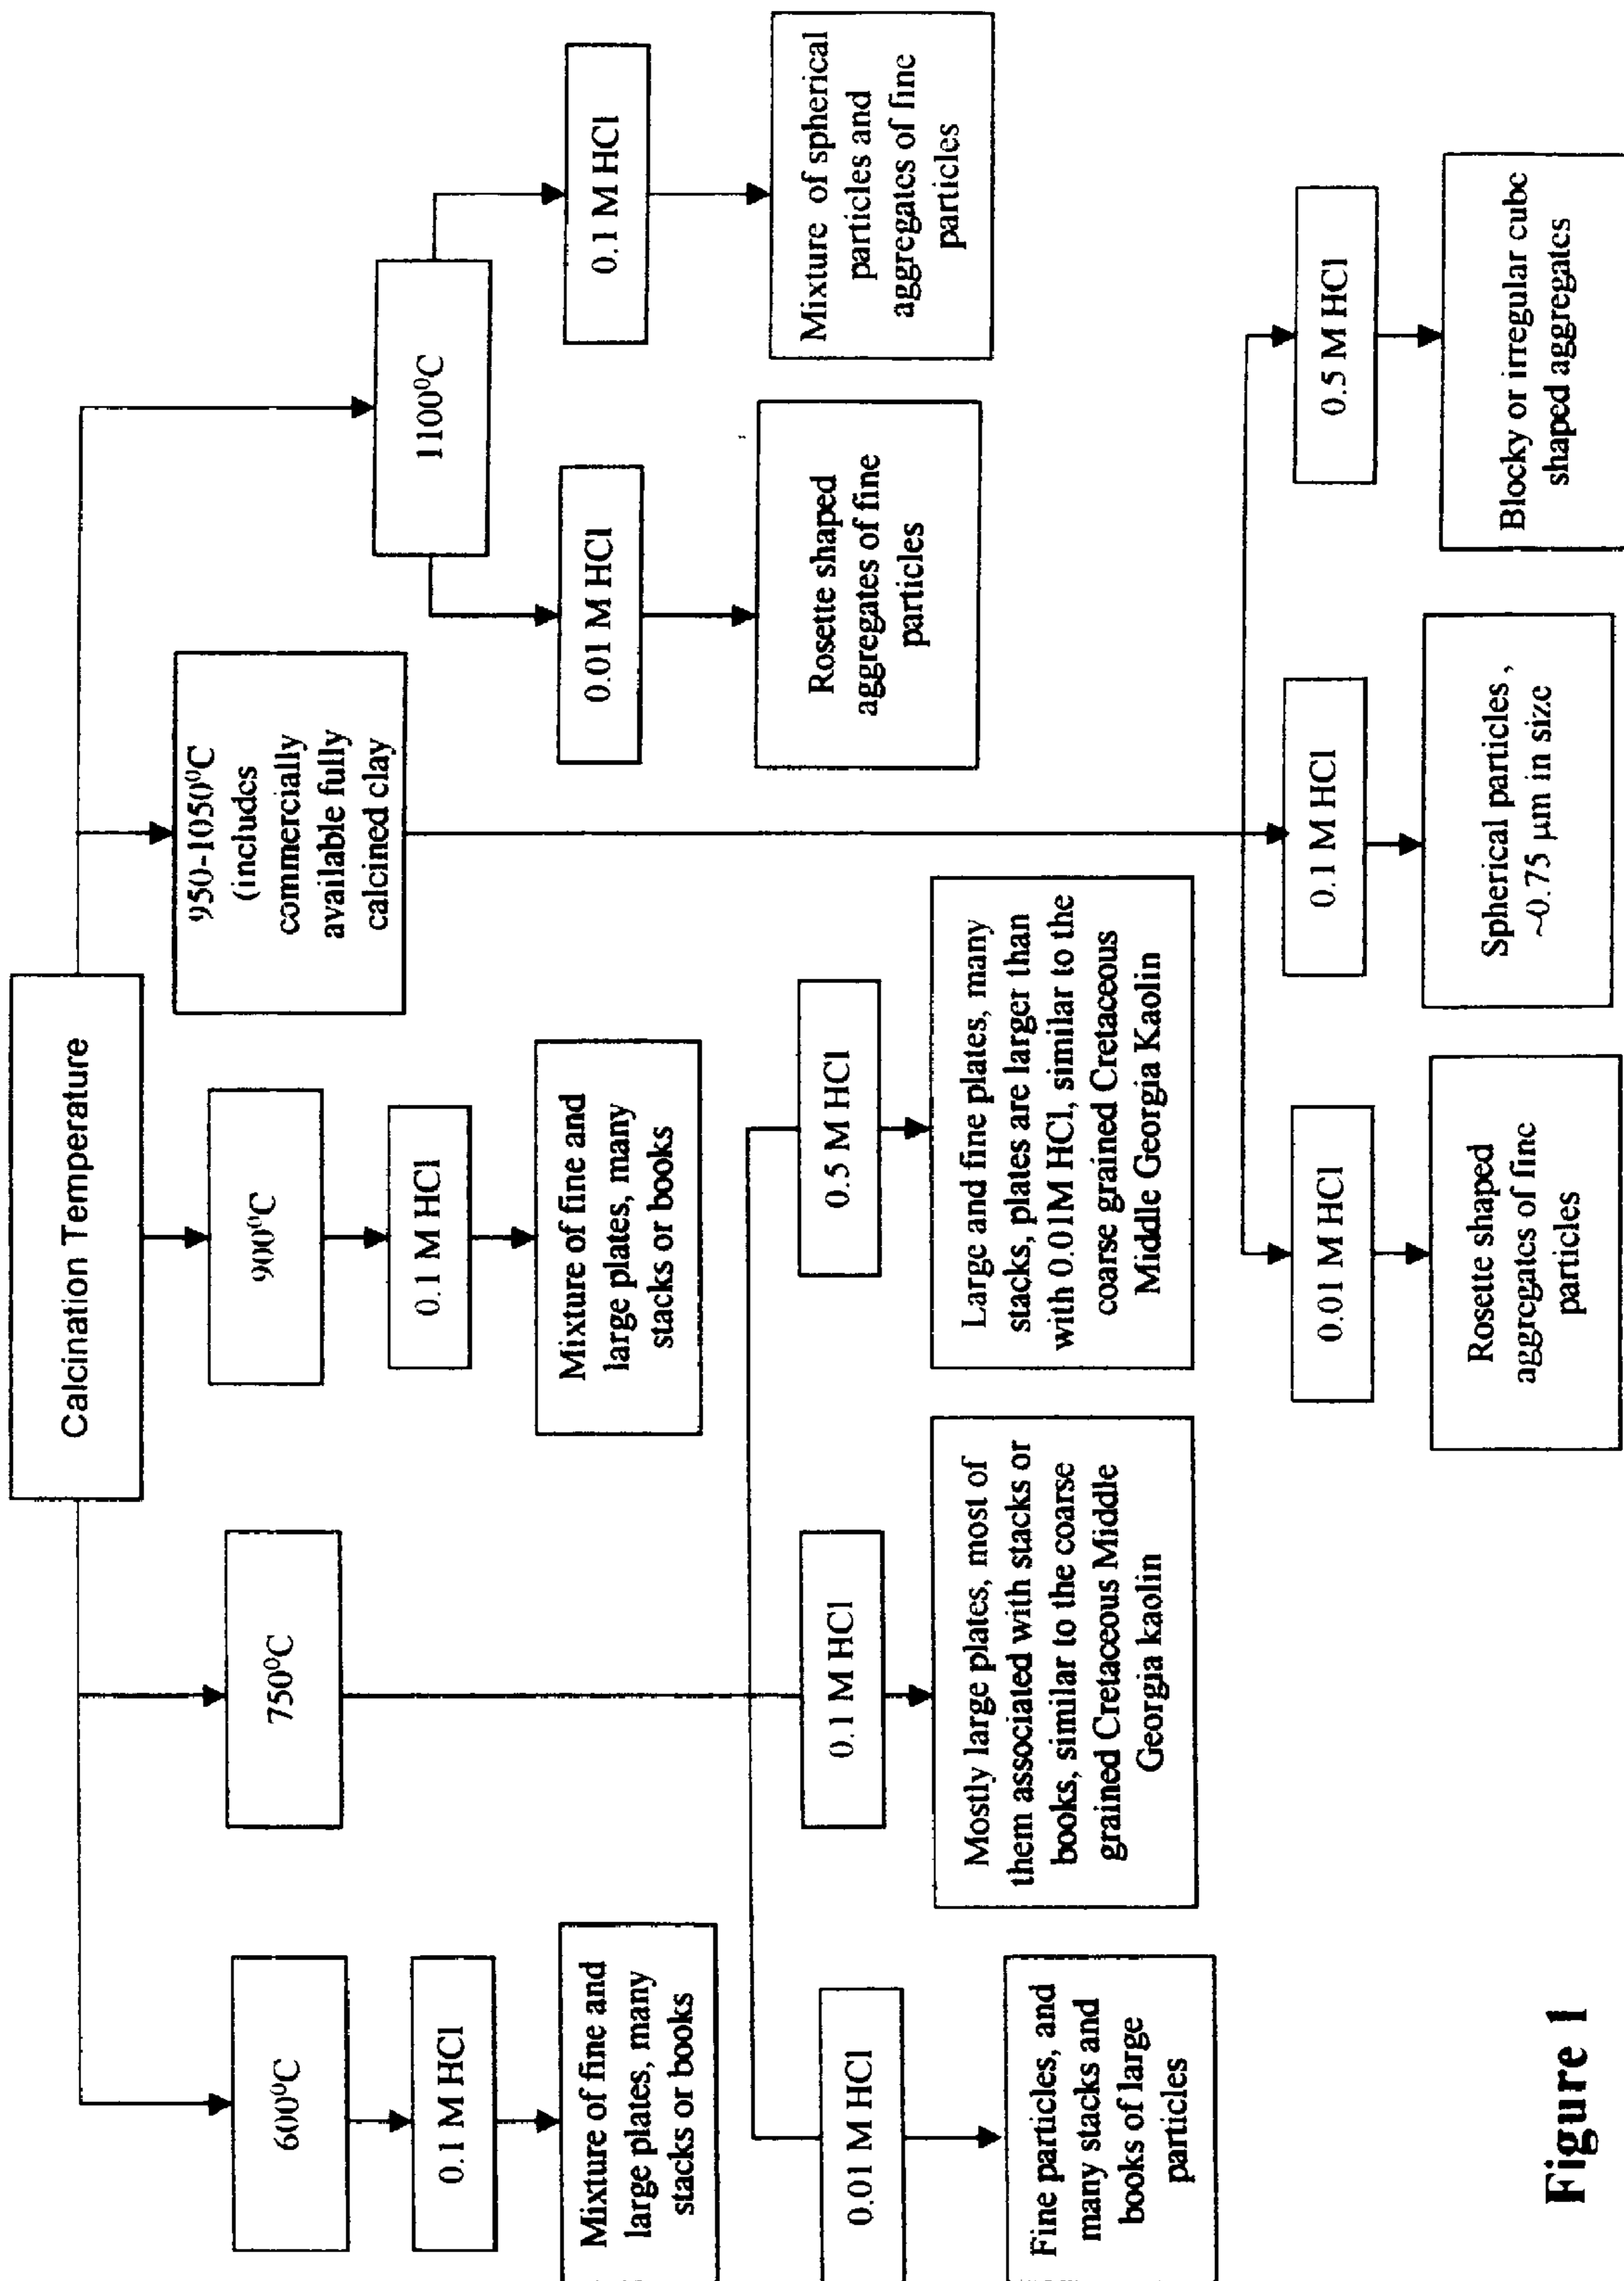 Calcination Temperature
600⁰C
0.1 M HCl
Mixture of fine and
large plates, many
stacks or books
750⁰C
0.01 M HCl
Fine particles, and
many stacks and
books of large
particles
0.1 M HCl
Mostly large plates, most of
them associated with stacks or
books, similar to the coarse
grained Cretaceous Middle
Georgia kaolin
0.5 M HCl
Large and fine plates, many
stacks, plates are larger than
with 0.01M HCl, similar to the
coarse grained Cretaceous
Middle Georgia Kaolin
900⁰C
0.1 M HCl
Mixture of fine and
large plates, many
stacks or books
950-1050⁰C
(includes
commercially
available fully
calcined clay
0.01 M HCl
Rosette shaped
aggregates of fine
particles
0.1 M HCl
Spherical particles ,
~0.75 µm in size
0.5 M HCl
Blocky or irregular cube
shaped aggregates
1100⁰C
0.01 M HCl
Rosette shaped
aggregates of fine
particles
0.1 M HCl
Mixture of spherical
particles and
aggregates of fine
particles
Figure 1